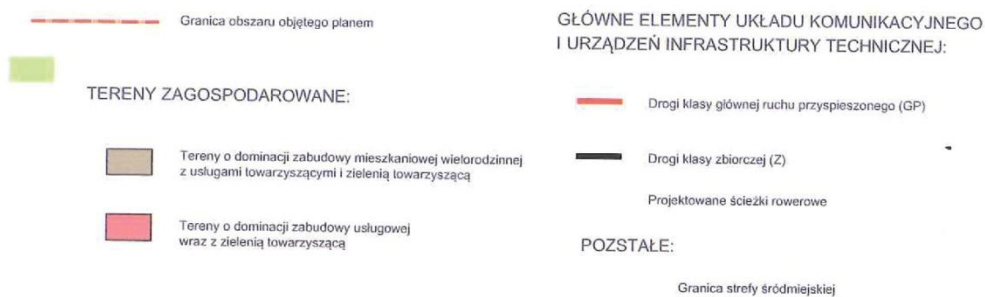 Granica obszaru objętego planem
TERENY ZAGOSPODAROWANE:
Tereny o dominacji zabudowy mieszkaniowej wielorodzinnej
z usługami towarzyszącymi i zielenią towarzyszącą
Tereny o dominacji zabudowy usługowej
wraz z zielenią towarzyszącą
GŁÓWNE ELEMENTY UKŁADU KOMUNIKACYJNEGO
I URZĄDZEŃ INFRASTRUKTURY TECHNICZNEJ:
Drogi klasy głównej ruchu przyspieszonego (GP)
Drogi klasy zbiorczej (Z)
Projektowane ścieżki rowerowe
POZSTAŁE:
Granica strefy śródmiejskiej